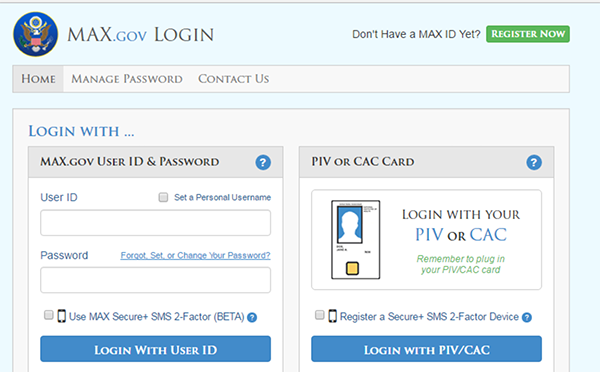 MAX.gov Login
Don't Have a MAX ID Yet? Register Now
Home Manage Password Contact Us
Login with ...
MAX.gov User ID & Password ?
User ID Set a Personal Username
Password Forgot, Set, or Change Your Password?
Use MAX Secure+ SMS 2-Factor (BETA) ?
Login With User ID
PIV or CAC Card ?
Login with your
PIV or CAC
Remember to plug in
your PIV/CAC card
Register a Secure+ SMS 2-Factor Device ?
Login with PIV/CAC